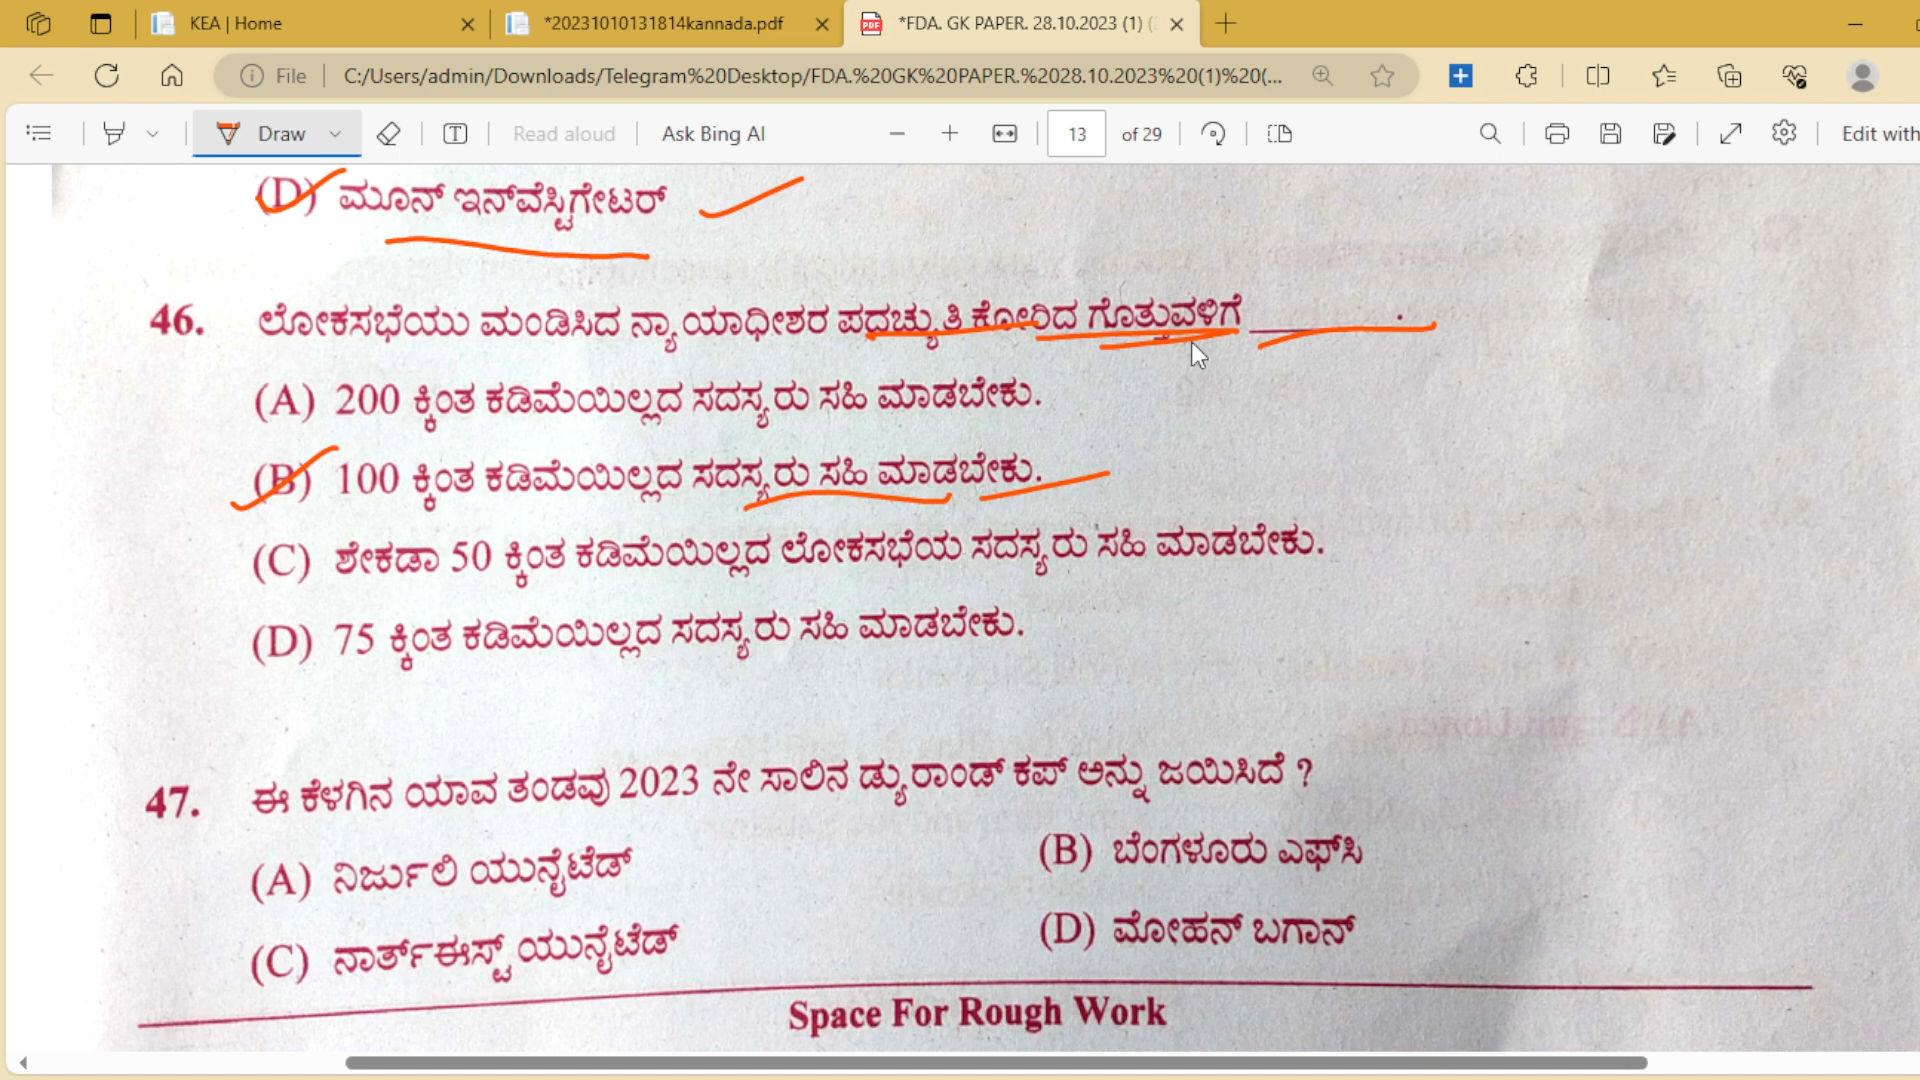 KEA | Home
*20231010131814kannada.pdf
*FDA. GK PAPER. 28.10.2023 (1) (
File
C:/Users/admin/Downloads/Telegram%20Desktop/FDA.%20GK%20PAPER.%2028.10.2023%20(1)%20(...
Draw
Read aloud
Ask Bing AI
13 of 29
Edit with
(D) ಮೂನ್ ಇನ್‌ವೆಸ್ಟಿಗೇಟರ್
46. ಲೋಕಸಭೆಯು ಮಂಡಿಸಿದ ನ್ಯಾಯಾಧೀಶರ ಪದಚ್ಯುತಿ ಕೋರಿದ ಗೊತ್ತುವಳಿಗೆ ________ .
(A) 200 ಕ್ಕಿಂತ ಕಡಿಮೆಯಿಲ್ಲದ ಸದಸ್ಯರು ಸಹಿ ಮಾಡಬೇಕು.
(B) 100 ಕ್ಕಿಂತ ಕಡಿಮೆಯಿಲ್ಲದ ಸದಸ್ಯರು ಸಹಿ ಮಾಡಬೇಕು.
(C) ಶೇಕಡಾ 50 ಕ್ಕಿಂತ ಕಡಿಮೆಯಿಲ್ಲದ ಲೋಕಸಭೆಯ ಸದಸ್ಯರು ಸಹಿ ಮಾಡಬೇಕು.
(D) 75 ಕ್ಕಿಂತ ಕಡಿಮೆಯಿಲ್ಲದ ಸದಸ್ಯರು ಸಹಿ ಮಾಡಬೇಕು.
47. ಈ ಕೆಳಗಿನ ಯಾವ ತಂಡವು 2023 ನೇ ಸಾಲಿನ ಡ್ಯುರಾಂಡ್ ಕಪ್ ಅನ್ನು ಜಯಿಸಿದೆ ?
(A) ನಿರ್ಜುಲಿ ಯುನೈಟೆಡ್
(B) ಬೆಂಗಳೂರು ಎಫ್‌ಸಿ
(C) ನಾರ್ತ್‌ಈಸ್ಟ್ ಯುನೈಟೆಡ್
(D) ಮೋಹನ್ ಬಗಾನ್
Space For Rough Work